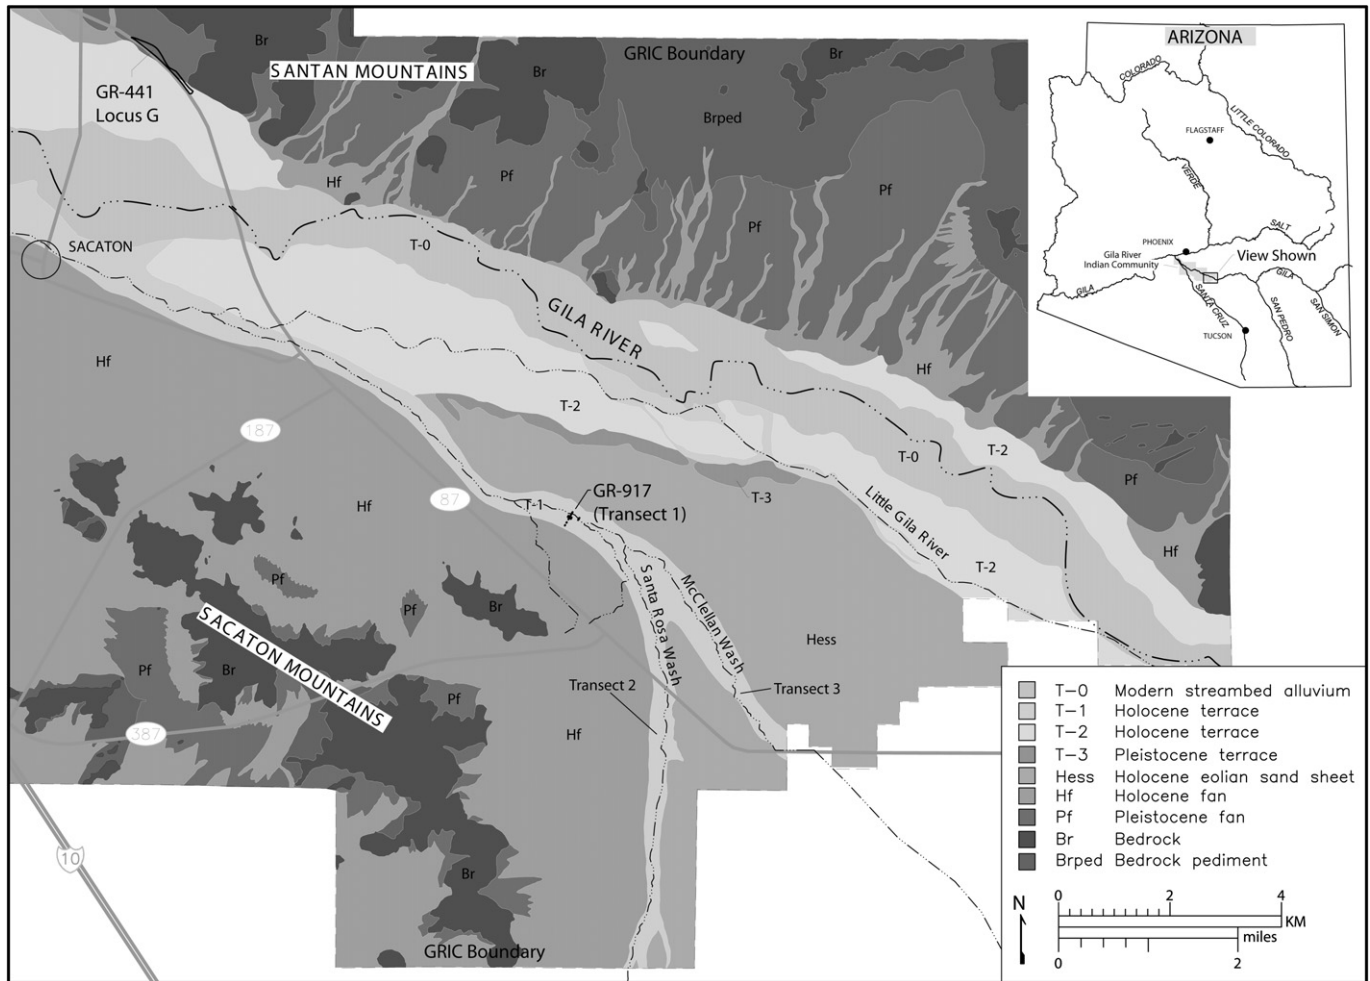 Br
SANTAN MOUNTAINS
GR-441
Locus G
GRIC Boundary
Br
Br
Brped
Hf
Pf
Pf
Pf
T-0
SACATON
GILA RIVER
Hf
Hf
T-2
187
T-2
T-0
Pf
87
T-3
GR-917
(Transect 1)
T-1
Hf
Little Gila River
T-2
Hf
Pf
Pf
Br
Santa Rosa Wash
McClellan Wash
Hess
SACATON MOUNTAINS
Pf
Br
Pf
Transect 2
Transect 3
387
Hf
10
Br
GRIC Boundary
ARIZONA
COLORADO
LITTLE COLORADO
FLAGSTAFF
VERDE
SALT
PHOENIX
Gila River
Indian Community
View Shown
GILA
GILA
SANTA CRUZ
SAN PEDRO
SAN SIMON
TUCSON
T-0 Modern streambed alluvium
T-1 Holocene terrace
T-2 Holocene terrace
T-3 Pleistocene terrace
Hess Holocene eolian sand sheet
Hf Holocene fan
Pf Pleistocene fan
Br Bedrock
Brped Bedrock pediment
N
0 2 4
KM
miles
0 2